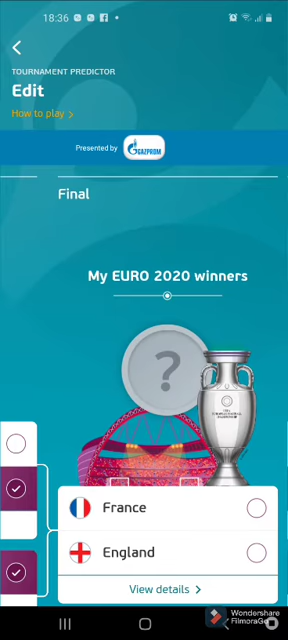 18:36
TOURNAMENT PREDICTOR
Edit
How to play
Presented by GAZPROM
Final
My EURO 2020 winners
?
France
England
View details
Wondershare
FilmoraGo